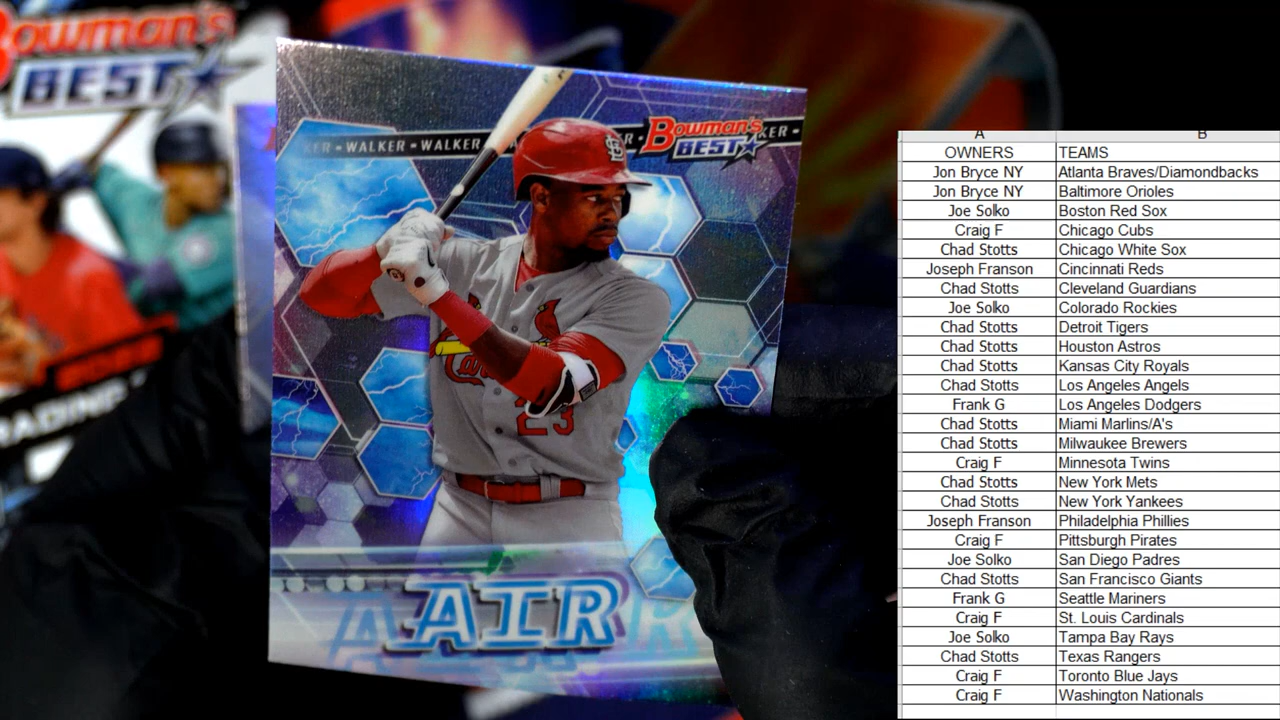 Bowman's
BEST
ER - WALKER - WALKER
ER -
KER -
Bowman's
BEST
23
AIR
A B
OWNERS TEAMS
Jon Bryce NY Atlanta Braves/Diamondbacks
Jon Bryce NY Baltimore Orioles
Joe Solko Boston Red Sox
Craig F Chicago Cubs
Chad Stotts Chicago White Sox
Joseph Franson Cincinnati Reds
Chad Stotts Cleveland Guardians
Joe Solko Colorado Rockies
Chad Stotts Detroit Tigers
Chad Stotts Houston Astros
Chad Stotts Kansas City Royals
Chad Stotts Los Angeles Angels
Frank G Los Angeles Dodgers
Chad Stotts Miami Marlins/A's
Chad Stotts Milwaukee Brewers
Craig F Minnesota Twins
Chad Stotts New York Mets
Chad Stotts New York Yankees
Joseph Franson Philadelphia Phillies
Craig F Pittsburgh Pirates
Joe Solko San Diego Padres
Chad Stotts San Francisco Giants
Frank G Seattle Mariners
Craig F St. Louis Cardinals
Joe Solko Tampa Bay Rays
Chad Stotts Texas Rangers
Craig F Toronto Blue Jays
Craig F Washington Nationals